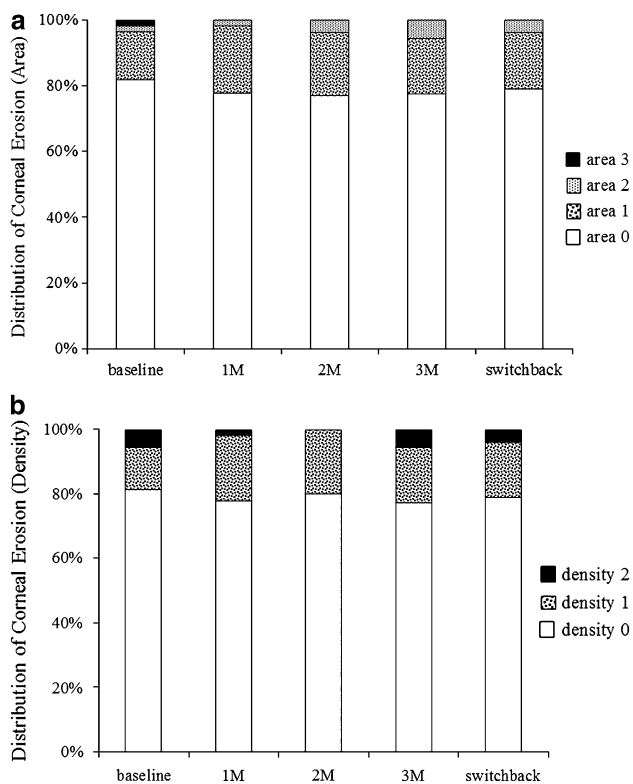 a
Distribution of Corneal Erosion (Area)
100%
80%
60%
40%
20%
0%
baseline 1M 2M 3M switchback
area 3
area 2
area 1
area 0
b
Distribution of Corneal Erosion (Density)
100%
80%
60%
40%
20%
0%
baseline 1M 2M 3M switchback
density 2
density 1
density 0